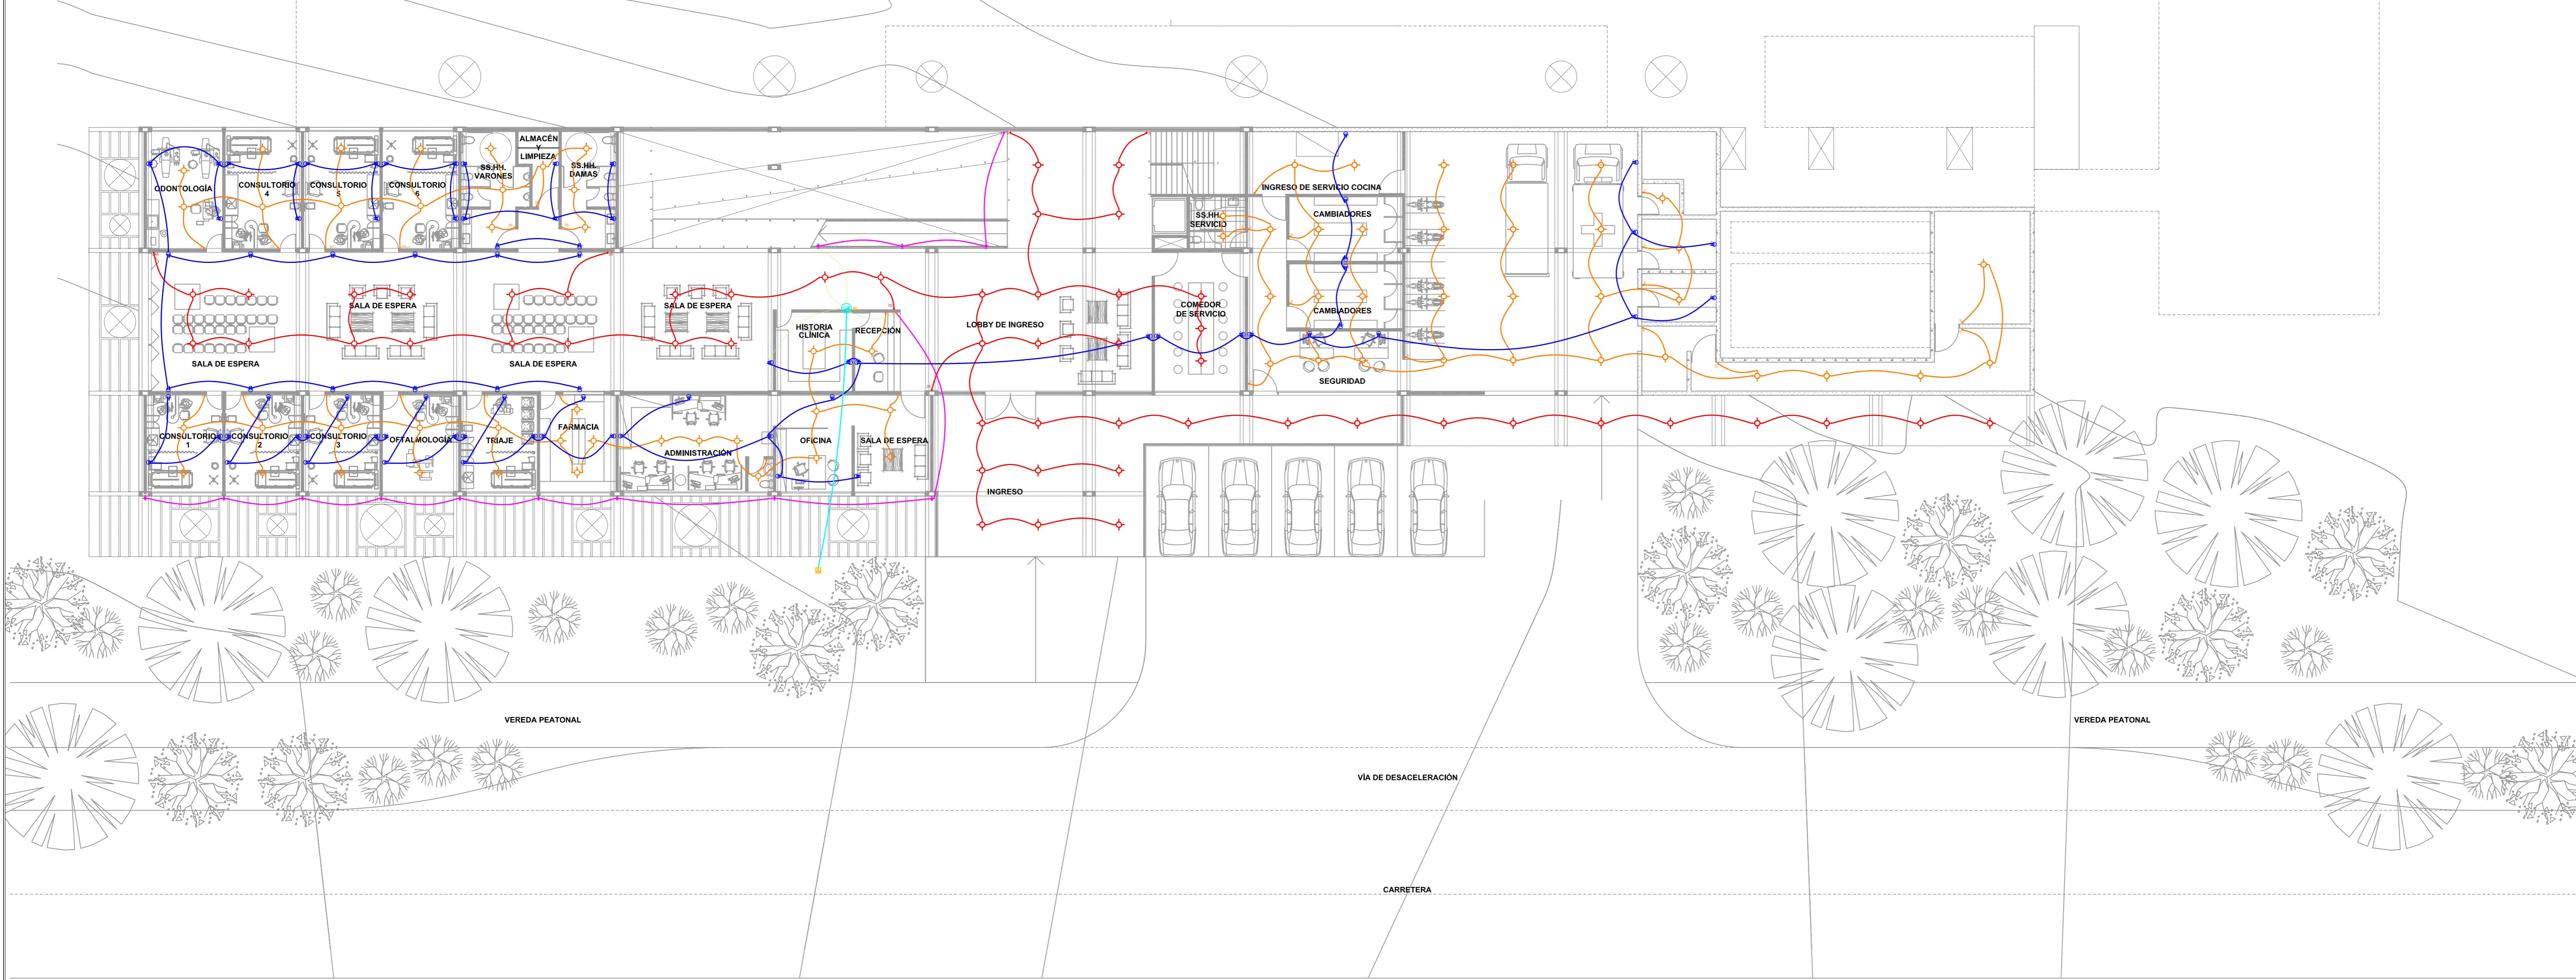 ALMACÉN
Y
LIMPIEZA
SS.HH.
VARONES
SS.HH.
DAMAS
ODONTOLOGÍA
CONSULTORIO
4
CONSULTORIO
5
CONSULTORIO
6
INGRESO DE SERVICIO COCINA
SS.HH.
SERVICIO
CAMBIADORES
SALA DE ESPERA
SALA DE ESPERA
COMEDOR
DE SERVICIO
CAMBIADORES
HISTORIA
CLÍNICA
RECEPCIÓN
LOBBY DE INGRESO
SALA DE ESPERA
SALA DE ESPERA
SEGURIDAD
CONSULTORIO
1
CONSULTORIO
2
CONSULTORIO
3
OFTALMOLOGÍA
TRIAJE
FARMACIA
ADMINISTRACIÓN
OFICINA
SALA DE ESPERA
INGRESO
VEREDA PEATONAL
VEREDA PEATONAL
VÍA DE DESACELERACIÓN
CARRETERA